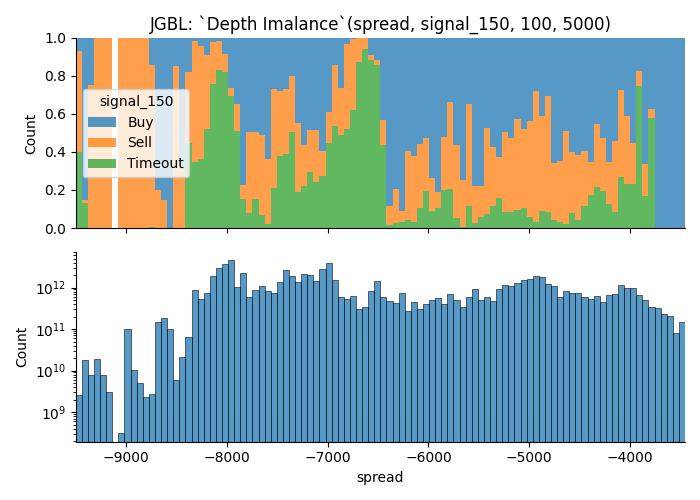 JGBL: `Depth Imalance`(spread, signal_150, 100, 5000)
1.0
0.8
0.6
0.4
0.2
0.0
Count
signal_150
Buy
Sell
Timeout
10¹²
10¹¹
10¹⁰
10⁹
Count
−9000 −8000 −7000 −6000 −5000 −4000
spread